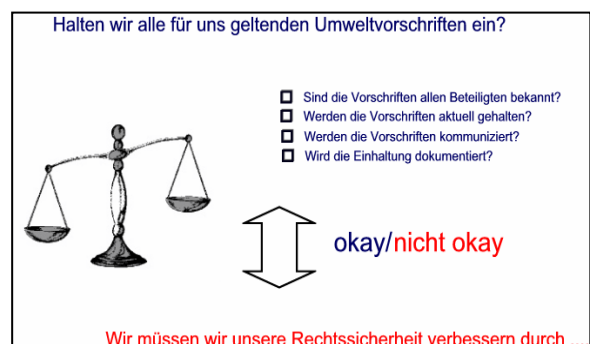 Halten wir alle für uns geltenden Umweltvorschriften ein?
Sind die Vorschriften allen Beteiligten bekannt?
Werden die Vorschriften aktuell gehalten?
Werden die Vorschriften kommuniziert?
Wird die Einhaltung dokumentiert?
okay/nicht okay
Wir müssen wir unsere Rechtssicherheit verbessern durch ....